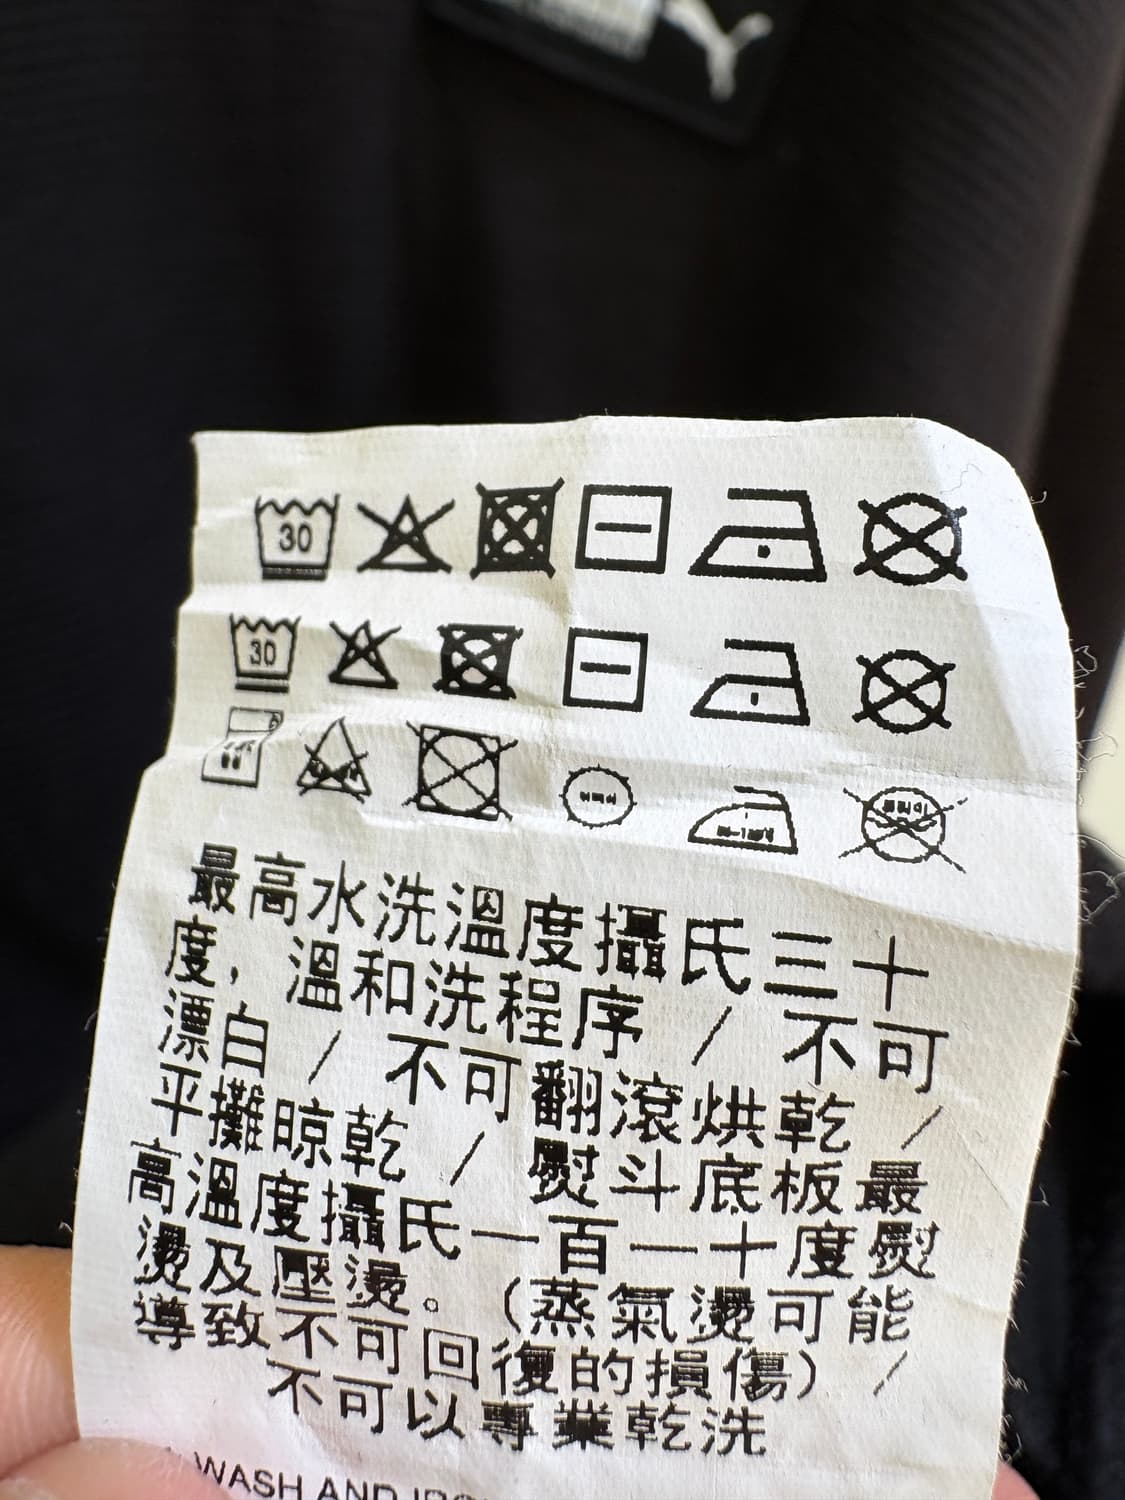 30
30
最高水洗溫度攝氏三十
度，溫和洗程序 / 不可
漂白 / 不可翻滾烘乾 /
平攤晾乾 / 熨斗底板最
高溫度攝氏一百一十度熨
燙及壓燙。（蒸氣燙可能
導致不可回復的損傷） /
不可以專業乾洗
WASH AND